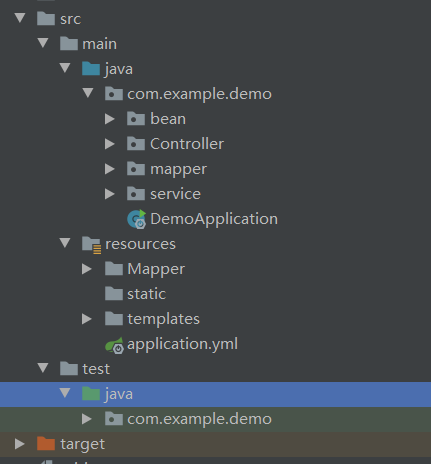 src
main
java
com.example.demo
bean
Controller
mapper
service
DemoApplication
resources
Mapper
static
templates
application.yml
test
java
com.example.demo
target